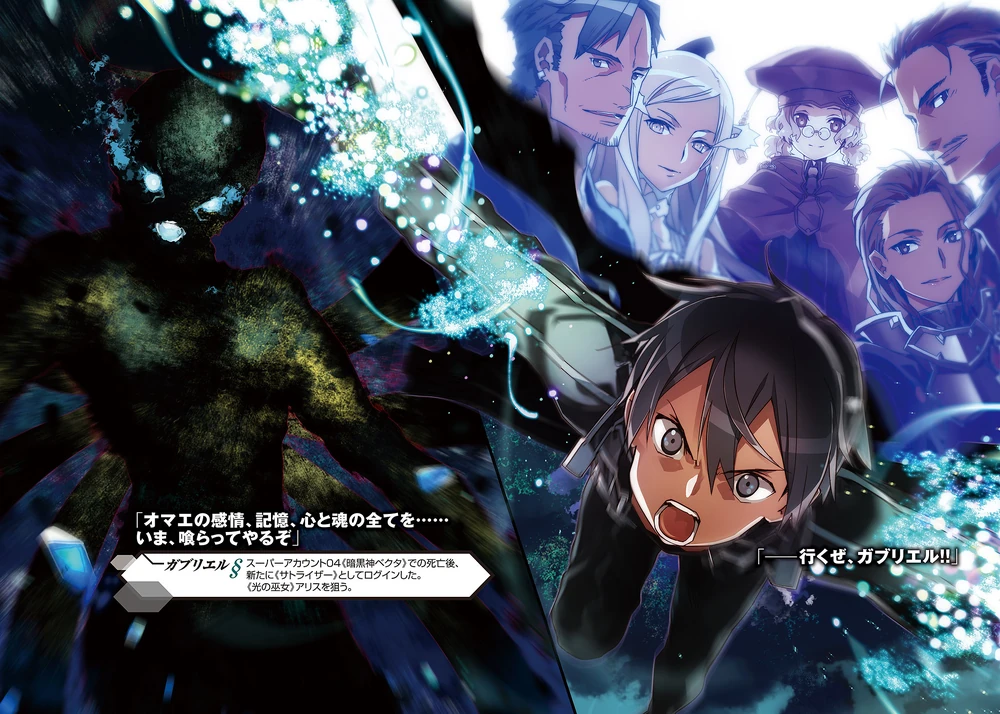 「オマエの感情、記憶、心と魂の全てを……
いま、喰らってやるぞ」
ガブリエル§
スーパーアカウント04《暗黒神ベクタ》での死亡後、
新たに《サトライザー》としてログインした。
《光の巫女》アリスを狙う。
「──行くぜ、ガブリエル!!」